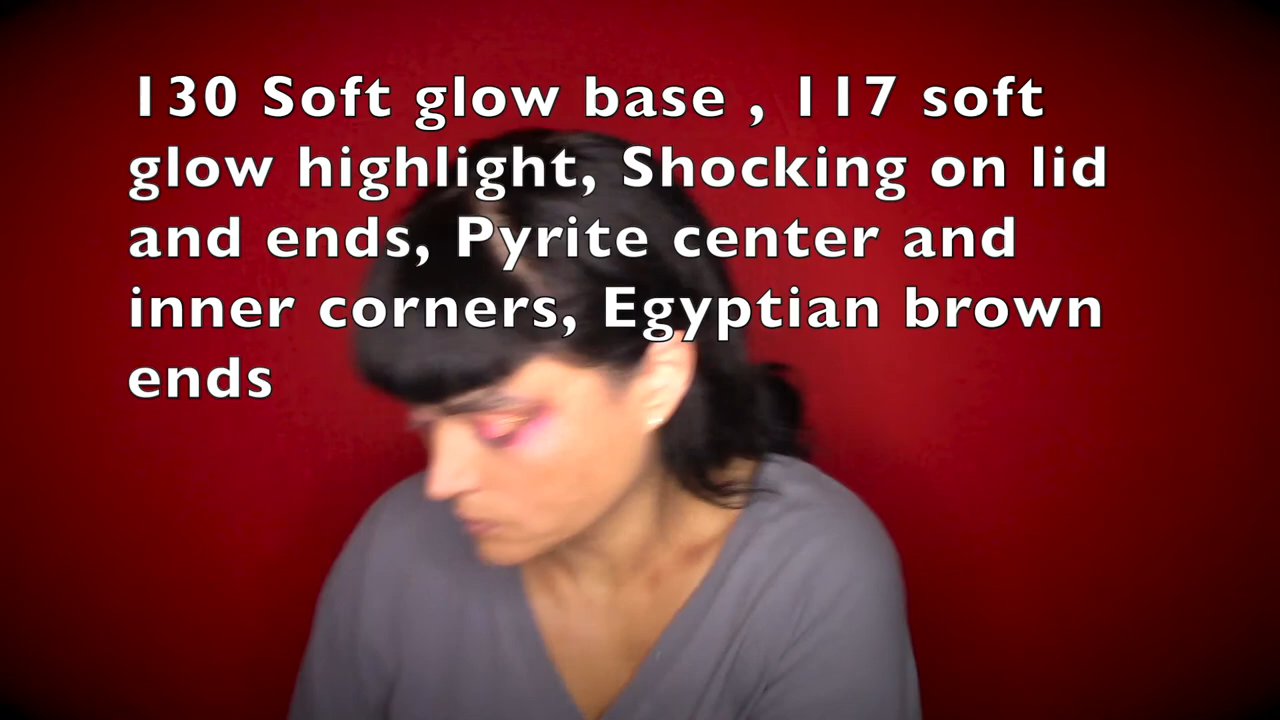 130 Soft glow base , 117 soft
glow highlight, Shocking on lid
and ends, Pyrite center and
inner corners, Egyptian brown
ends